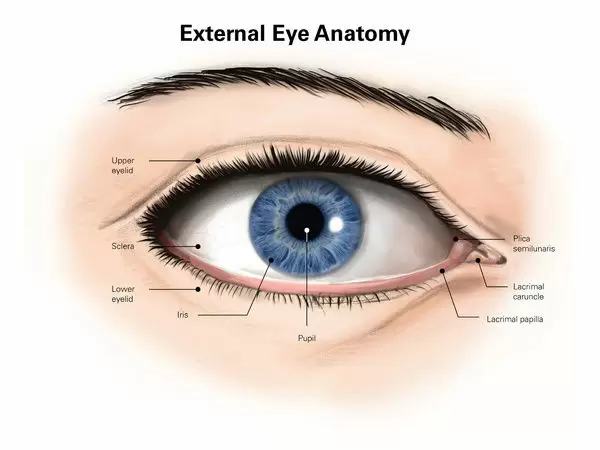 External Eye Anatomy
Upper
eyelid
Sclera
Lower
eyelid
Iris
Pupil
Plica
semilunaris
Lacrimal
caruncle
Lacrimal papilla